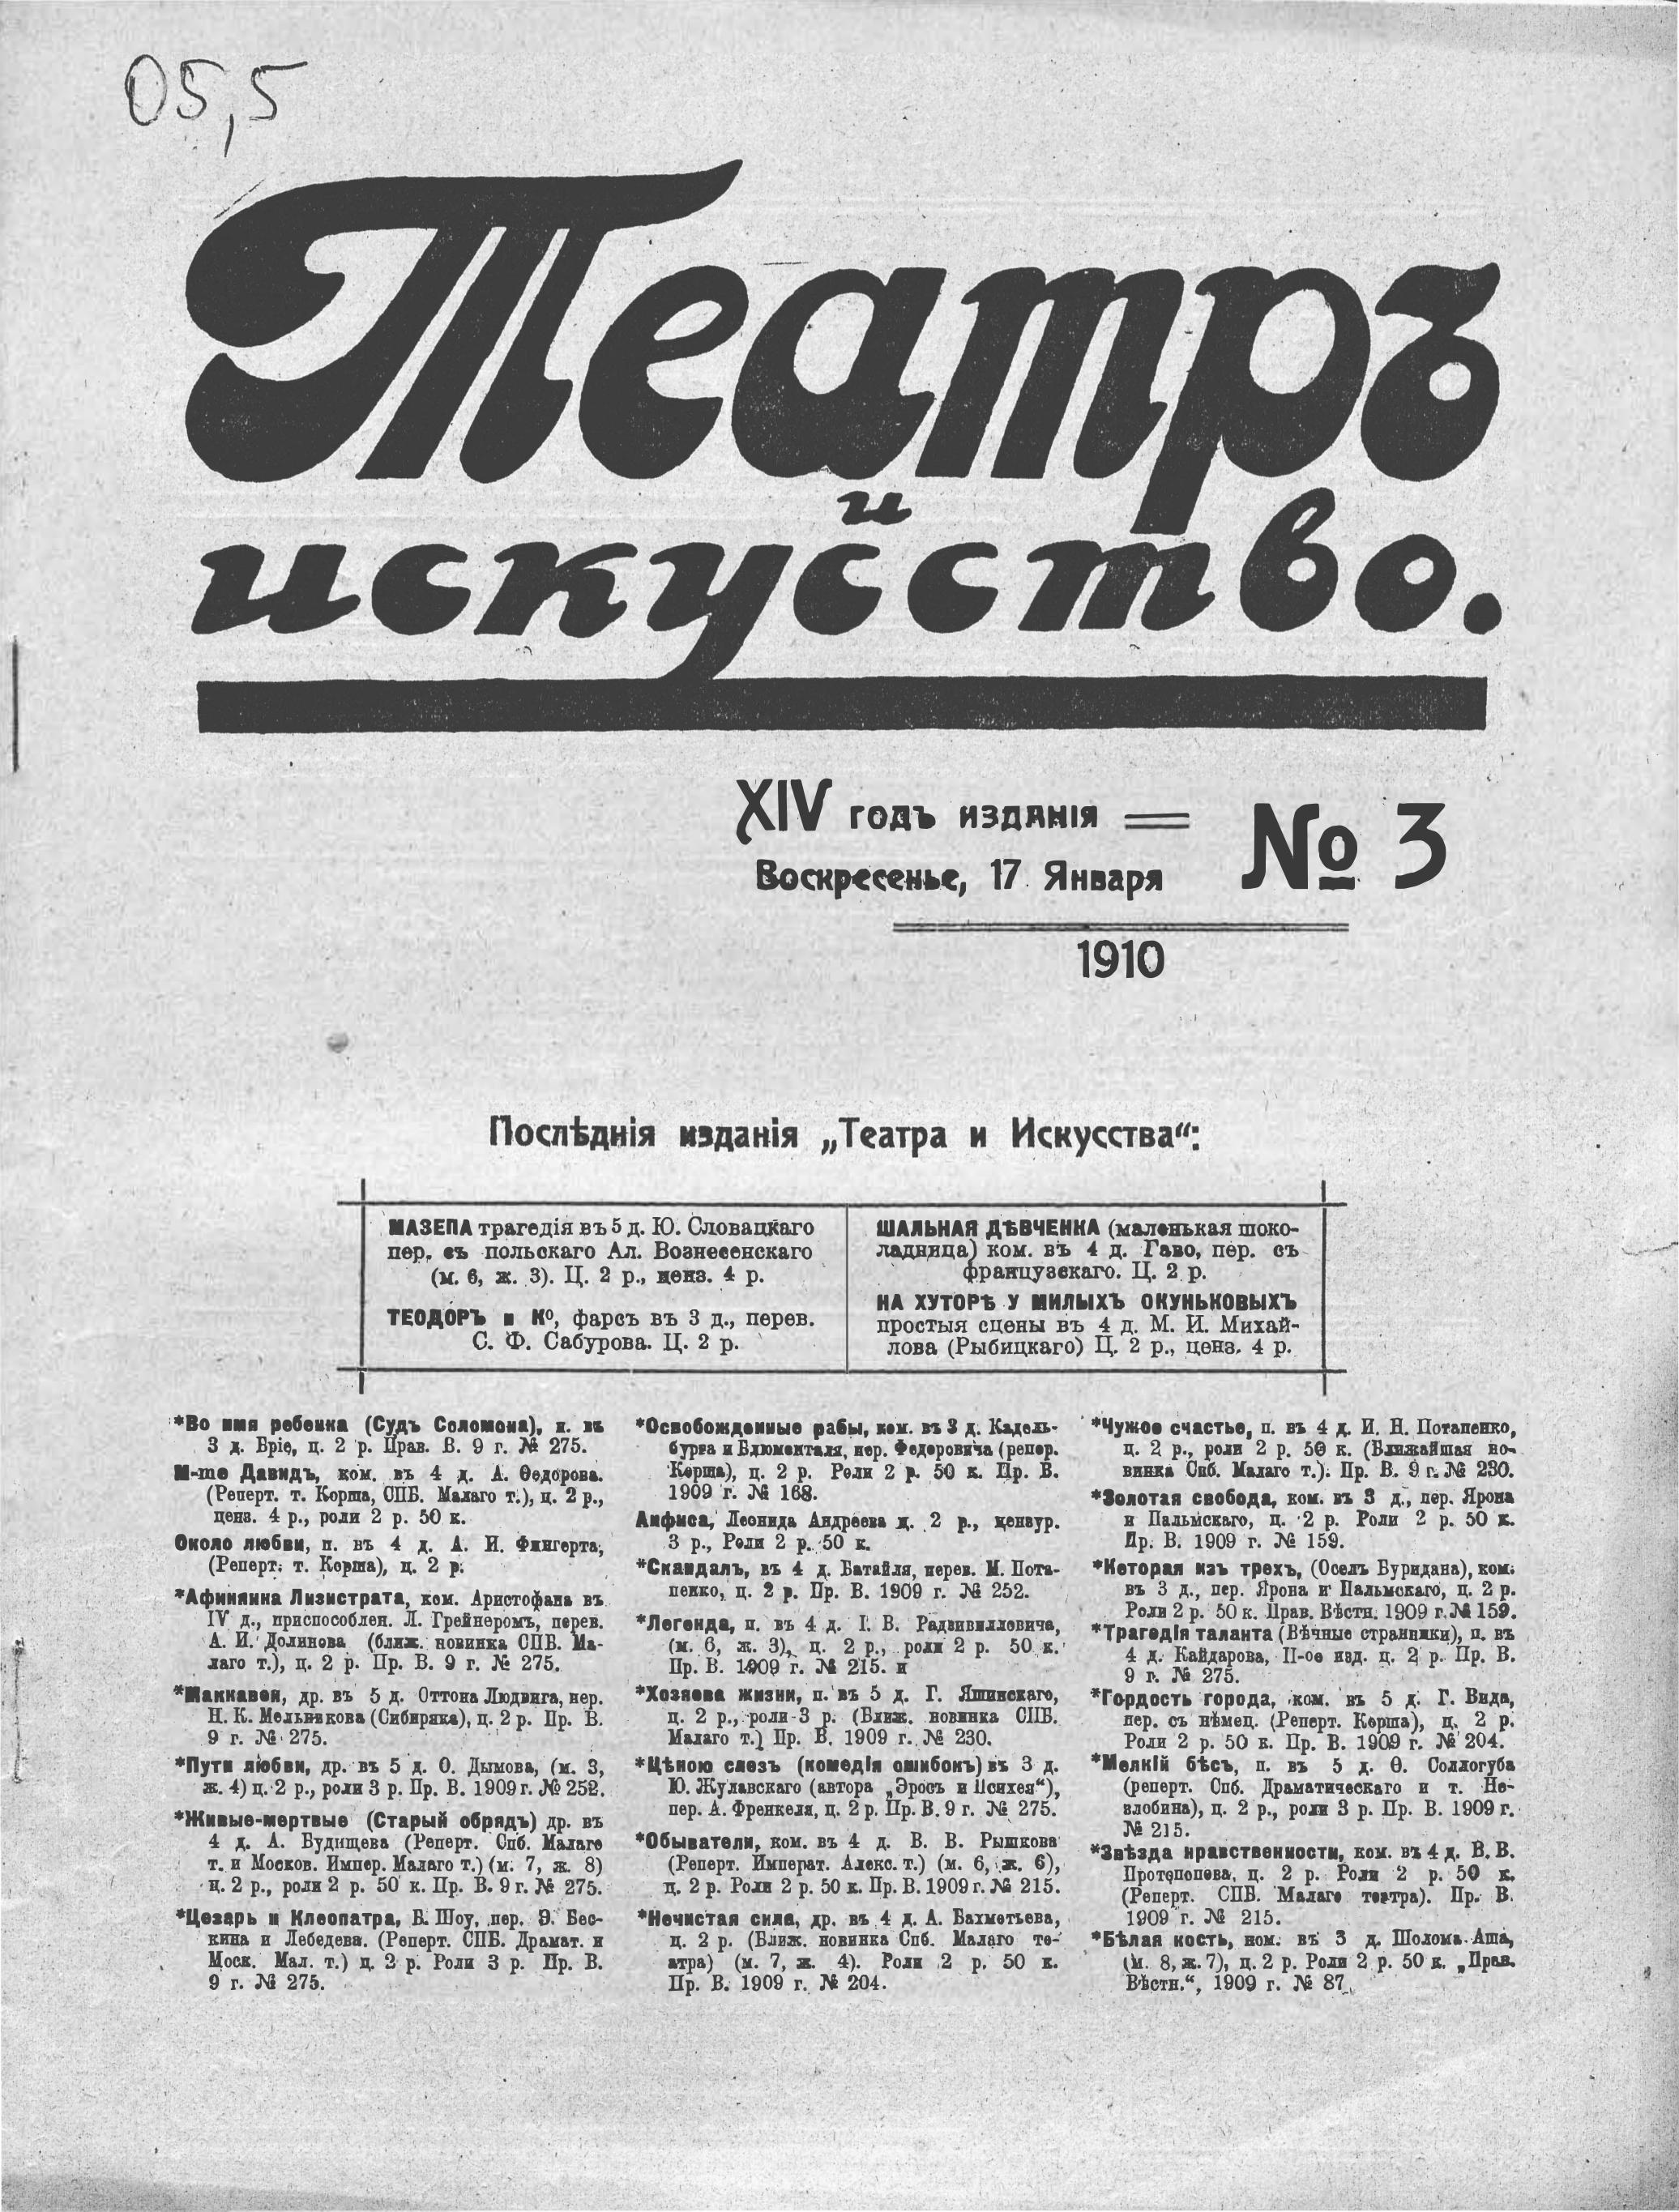 05,5
Театръ
и
искусство.
XIV годъ изданія
№ 3
Воскресенье, 17 Января
1910
Послѣднія изданія „Театра и Искусства“:
МАЗЕПА трагедія въ 5 д. Ю. Словацкаго
пер. съ польскаго Ал. Вознесенскаго
(м. 6, ж. 3). Ц. 2 р., ценз. 4 р.
ТЕОДОРЪ и К⁰, фарсъ въ 3 д., перев.
С. Ф. Сабурова. Ц. 2 р.
ШАЛЬНАЯ ДѢВЧЕНКА (маленькая шоко-
ладница) ком. въ 4 д. Гаво, пер. съ
французскаго. Ц. 2 р.
НА ХУТОРѢ У МИЛЫХЪ ОКУНЬКОВЫХЪ
простыя сцены въ 4 д. М. И. Михай-
лова (Рыбицкаго) Ц. 2 р., ценз. 4 р.
*Во имя ребенка (Судъ Соломона), п. въ
3 д. Бріе, ц. 2 р. Прав. В. 9 г. № 275.
М-me Давидъ, ком. въ 4 д. А. Ѳедорова.
(Реперт. т. Корша, СПБ. Малаго т.), ц. 2 р.,
ценз. 4 р., роли 2 р. 50 к.
Около любви, п. въ 4 д. А. И. Фингерта,
(Реперт. т. Корша), ц. 2 р.
*Афинянка Лизистрата, ком. Аристофана въ
IV д., приспособлен. Л. Грейнеромъ, перев.
А. И. Долинова (ближ. новинка СПБ. Ма-
лаго т.), ц. 2 р. Пр. В. 9 г. № 275.
*Маккавеи, др. въ 5 д. Оттона Людвига, пер.
Н. К. Мельникова (Сибиряка), ц. 2 р. Пр. В.
9 г. № 275.
*Пути любви, др. въ 5 д. О. Дымова, (м. 3,
ж. 4) ц. 2 р., роли 3 р. Пр. В. 1909 г. № 252.
*Живые-мертвые (Старый обрядъ) др. въ
4 д. А. Будищева (Реперт. Спб. Малаго
т. и Москов. Импер. Малаго т.) (м. 7, ж. 8)
ц. 2 р., роли 2 р. 50 к. Пр. В. 9 г. № 275.
*Цезарь и Клеопатра, Б. Шоу, пер. Э. Бес-
кина и Лебедева. (Реперт. СПБ. Драмат. и
Моск. Мал. т.) ц. 2 р. Роли 3 р. Пр. В.
9 г. № 275.
*Освобожденные рабы, ком. въ 3 д. Кадель-
бурга и Блюменталя, пер. Федоровича (репер.
Корша), ц. 2 р. Роли 2 р. 50 к. Пр. В.
1909 г. № 168.
Анфиса, Леонида Андреева ц. 2 р., ценвур.
3 р., Роли 2 р. 50 к.
*Скандалъ, въ 4 д. Батайля, перев. М. Пота-
пенко, ц. 2 р. Пр. В. 1909 г. № 252.
*Легенда, п. въ 4 д. І. В. Радзивилловича,
(м. 6, ж. 3), ц. 2 р., роли 2 р. 50 к.
Пр. В. 1909 г. № 215. и
*Хозяева жизни, п. въ 5 д. Г. Яшинскаго,
ц. 2 р., роли 3 р. (Ближ. новинка СПБ.
Малаго т.) Пр. В. 1909 г. № 230.
*Цѣною слезъ (комедія ошибокъ) въ 3 д.
Ю. Жулавскаго (автора „Эросъ и Психея“),
пер. А. Френкеля, ц. 2 р. Пр. В. 9 г. № 275.
*Обыватели, ком. въ 4 д. В. В. Рышкова
(Реперт. Императ. Алекс. т.) (м. 6, ж. 6),
ц. 2 р. Роли 2 р. 50 к. Пр. В. 1909 г. № 215.
*Нечистая сила, др. въ 4 д. А. Бахметьева,
ц. 2 р. (Ближ. новинка Спб. Малаго те-
атра) (м. 7, ж. 4). Роли 2 р. 50 к.
Пр. В. 1909 г. № 204.
*Чужое счастье, п. въ 4 д. И. Н. Потапенко,
ц. 2 р., роли 2 р. 50 к. (Ближайшая но-
винка Спб. Малаго т.). Пр. В. 9 г. № 230.
*Золотая свобода, ком. въ 3 д., пер. Ярона
и Пальмскаго, ц. 2 р. Роли 2 р. 50 к.
Пр. В. 1909 г. № 159.
*Которая изъ трехъ, (Оселъ Буридана), ком.
въ 3 д., пер. Ярона и Пальмскаго, ц. 2 р.
Роли 2 р. 50 к. Прав. Вѣстн. 1909 г. № 159.
*Трагедія таланта (Вѣчные странники), п. въ
4 д. Кайдарова, II-ое изд. ц. 2 р. Пр. В.
9 г. № 275.
*Гордость города, ком. въ 5 д. Г. Вида,
пер. съ нѣмец. (Реперт. Корша), ц. 2 р.
Роли 2 р. 50 к. Пр. В. 1909 г. № 204.
*Мелкій бѣсъ, п. въ 5 д. Ѳ. Соллогуба
(реперт. Спб. Драматическаго и т. Не-
злобина), ц. 2 р., роли 3 р. Пр. В. 1909 г.
№ 215.
*Звѣзда нравственности, ком. въ 4 д. В. В.
Протопопова, ц. 2 р. Роли 2 р. 50 к.
(Реперт. СПБ. Малаго театра). Пр. В.
1909 г. № 215.
*Бѣлая кость, ком. въ 3 д. Шолома Аша,
(м. 8, ж. 7), ц. 2 р. Роли 2 р. 50 к. „Прав.
Вѣстн.“, 1909 г. № 87.